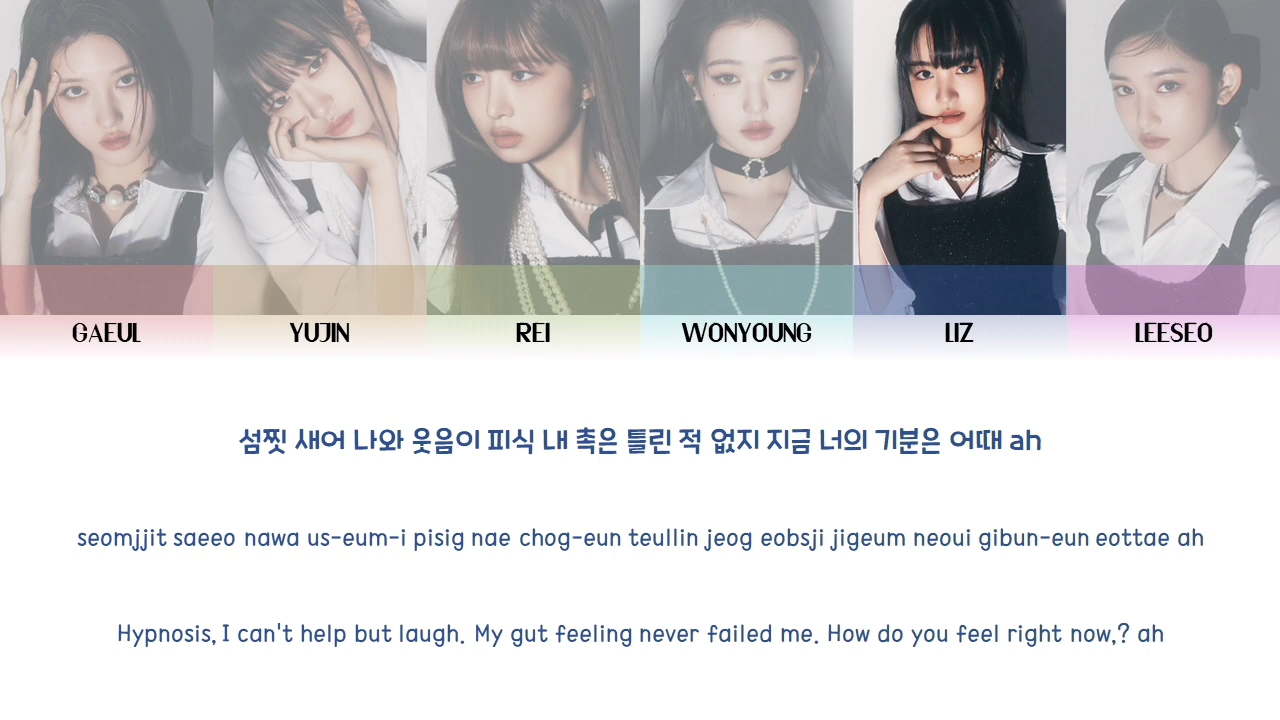 GAEUL YUJIN REI WONYOUNG LIZ LEESEO
섬찟 새어 나와 웃음이 피식 내 촉은 틀린 적 없지 지금 너의 기분은 어때 ah
seomjjit saeeo nawa us-eum-i pisig nae chog-eun teullin jeog eobsji jigeum neoui gibun-eun eottae ah
Hypnosis, I can't help but laugh. My gut feeling never failed me. How do you feel right now,? ah